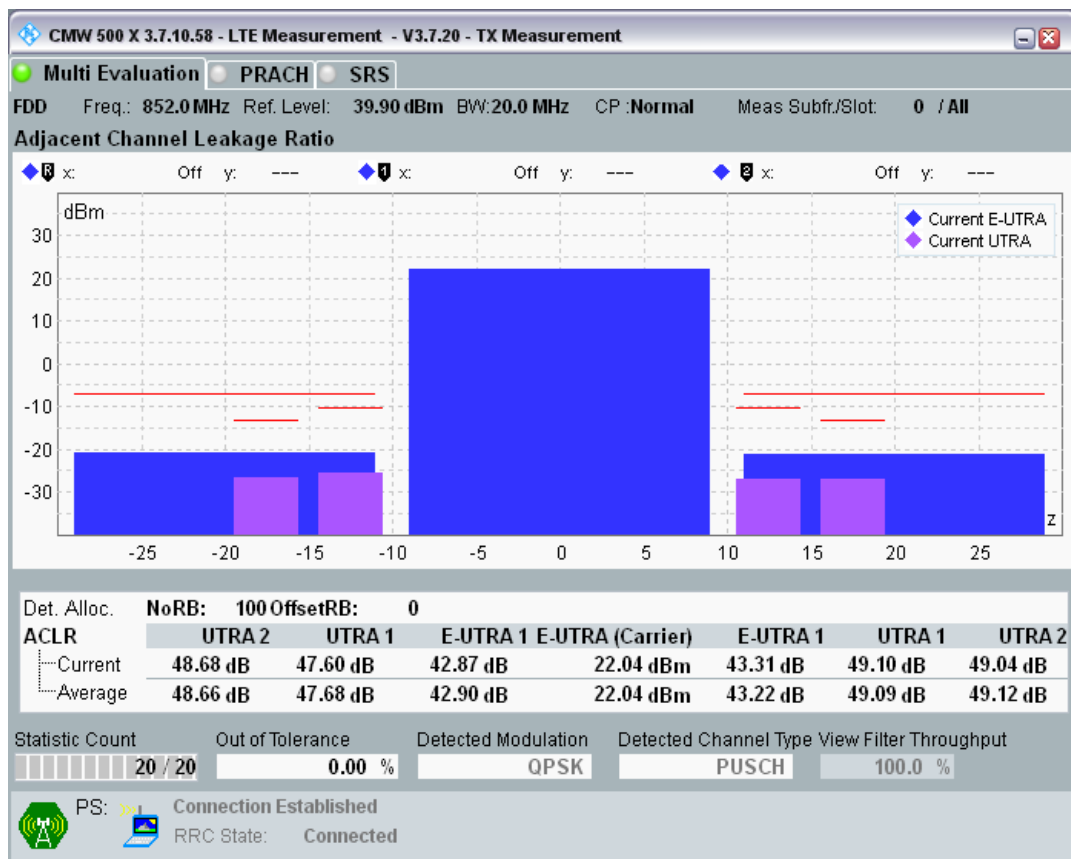 CMW 500 X 3.7.10.58 - LTE Measurement - V3.7.20 - TX Measurement
Multi Evaluation PRACH SRS
FDD Freq.: 852.0 MHz Ref. Level: 39.90 dBm BW:20.0 MHz CP :Normal Meas Subfr./Slot: 0 / All
Adjacent Channel Leakage Ratio
R x: Off y: --- 1 x: Off y: --- 2 x: Off y: ---
dBm
Current E-UTRA
Current UTRA
30
20
10
0
-10
-20
-30
z
-25 -20 -15 -10 -5 0 5 10 15 20 25
Det. Alloc. NoRB: 100 OffsetRB: 0
ACLR UTRA 2 UTRA 1 E-UTRA 1 E-UTRA (Carrier) E-UTRA 1 UTRA 1 UTRA 2
Current 48.68 dB 47.60 dB 42.87 dB 22.04 dBm 43.31 dB 49.10 dB 49.04 dB
Average 48.66 dB 47.68 dB 42.90 dB 22.04 dBm 43.22 dB 49.09 dB 49.12 dB
Statistic Count Out of Tolerance Detected Modulation Detected Channel Type View Filter Throughput
20 / 20 0.00 % QPSK PUSCH 100.0 %
PS: Connection Established
RRC State: Connected